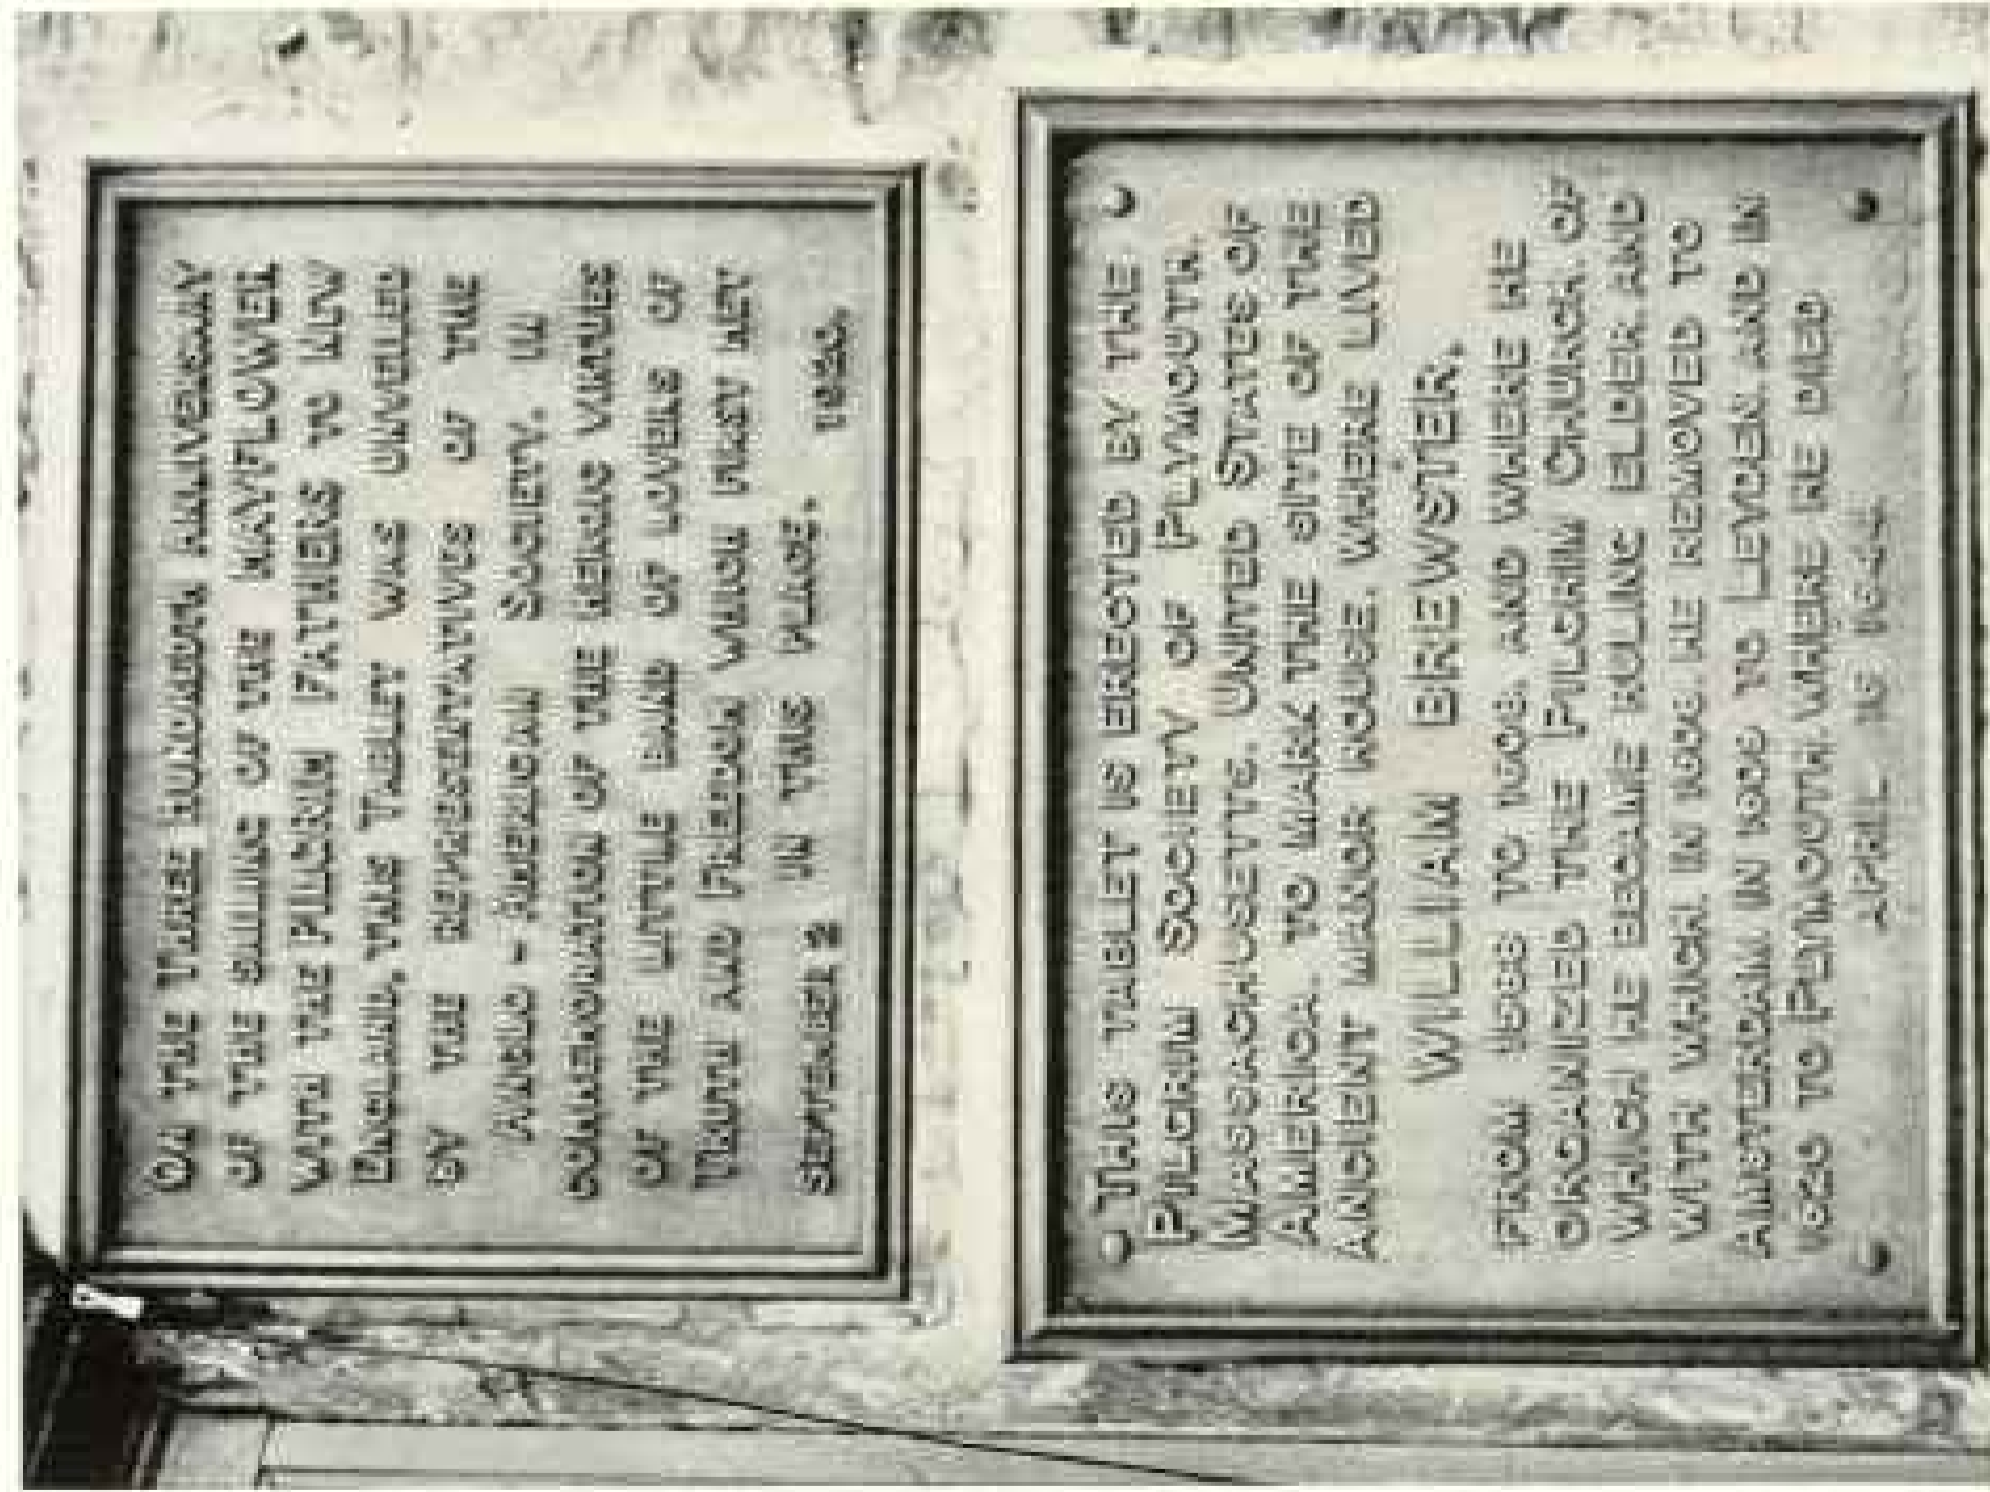 ON THE THREE HUNDREDTH ANNIVERSARY
OF THE SAILING OF THE MAYFLOWER
WITH THE PILGRIM FATHERS TO NEW
ENGLAND, THIS TABLET WAS UNVEILED
BY THE REPRESENTATIVES OF THE
ANGLO-AMERICAN SOCIETY. IN
COMMEMORATION OF THE HEROIC VIRTUES
OF THE LITTLE BAND OF LOVERS OF
TRUTH AND FREEDOM WHICH FIRST MET
IN THIS PLACE.
SEPTEMBER 2 1920.
THIS TABLET IS ERECTED BY THE
PILGRIM SOCIETY OF PLYMOUTH.
MASSACHUSETTS. UNITED STATES OF
AMERICA. TO MARK THE SITE OF THE
ANCIENT MANOR HOUSE. WHERE LIVED
WILLIAM BREWSTER.
FROM 1588 TO 1608. AND WHERE HE
ORGANIZED THE PILGRIM CHURCH. OF
WHICH HE BECAME RULING ELDER. AND
WITH WHICH. IN 1608. HE REMOVED TO
AMSTERDAM IN 1609 TO LEYDEN. AND IN
1620 TO PLYMOUTH. WHERE HE DIED
APRIL 16 1644